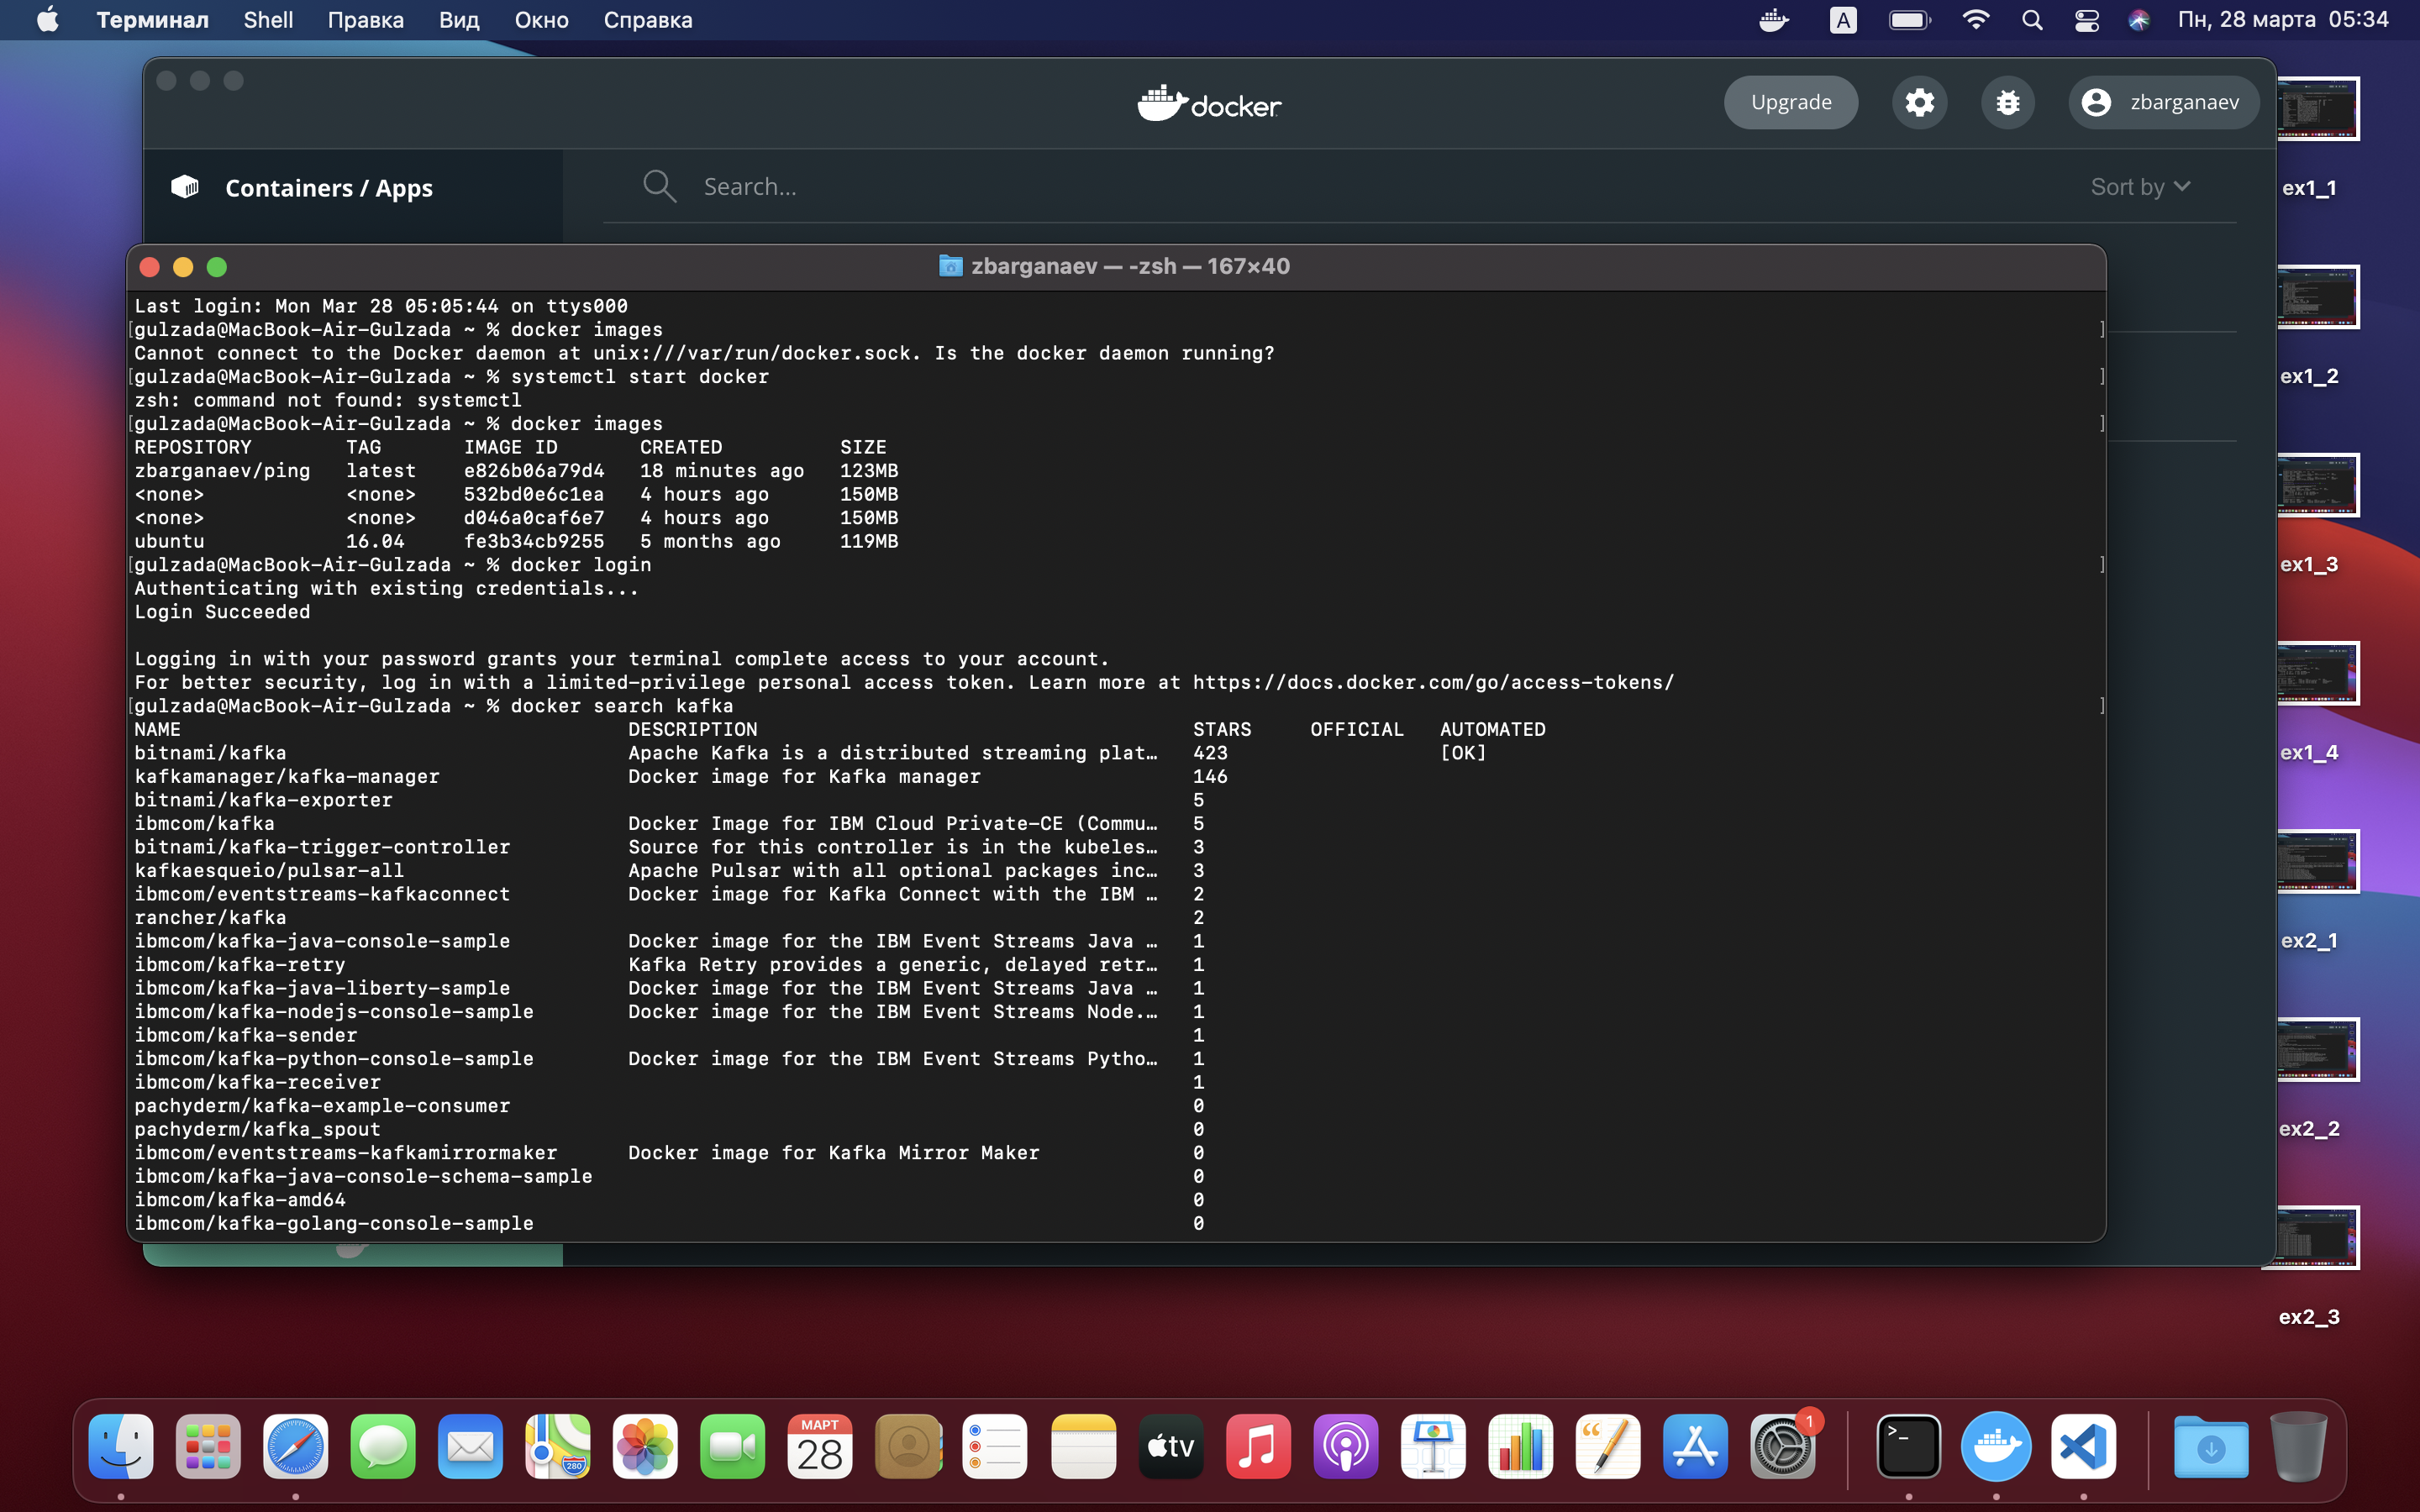 Терминал Shell Правка Вид Окно Справка A Пн, 28 марта 05:34
docker Upgrade zbarganaev
Containers / Apps Search... Sort by
zbarganaev — -zsh — 167×40
Last login: Mon Mar 28 05:05:44 on ttys000
[gulzada@MacBook-Air-Gulzada ~ % docker images ]
Cannot connect to the Docker daemon at unix:///var/run/docker.sock. Is the docker daemon running?
[gulzada@MacBook-Air-Gulzada ~ % systemctl start docker ]
zsh: command not found: systemctl
[gulzada@MacBook-Air-Gulzada ~ % docker images ]
REPOSITORY TAG IMAGE ID CREATED SIZE
zbarganaev/ping latest e826b06a79d4 18 minutes ago 123MB
<none> <none> 532bd0e6c1ea 4 hours ago 150MB
<none> <none> d046a0caf6e7 4 hours ago 150MB
ubuntu 16.04 fe3b34cb9255 5 months ago 119MB
[gulzada@MacBook-Air-Gulzada ~ % docker login ]
Authenticating with existing credentials...
Login Succeeded
Logging in with your password grants your terminal complete access to your account.
For better security, log in with a limited-privilege personal access token. Learn more at https://docs.docker.com/go/access-tokens/
[gulzada@MacBook-Air-Gulzada ~ % docker search kafka ]
NAME DESCRIPTION STARS OFFICIAL AUTOMATED
bitnami/kafka Apache Kafka is a distributed streaming plat… 423 [OK]
kafkamanager/kafka-manager Docker image for Kafka manager 146
bitnami/kafka-exporter 5
ibmcom/kafka Docker Image for IBM Cloud Private-CE (Commu… 5
bitnami/kafka-trigger-controller Source for this controller is in the kubeles… 3
kafkaesqueio/pulsar-all Apache Pulsar with all optional packages inc… 3
ibmcom/eventstreams-kafkaconnect Docker image for Kafka Connect with the IBM … 2
rancher/kafka 2
ibmcom/kafka-java-console-sample Docker image for the IBM Event Streams Java … 1
ibmcom/kafka-retry Kafka Retry provides a generic, delayed retr… 1
ibmcom/kafka-java-liberty-sample Docker image for the IBM Event Streams Java … 1
ibmcom/kafka-nodejs-console-sample Docker image for the IBM Event Streams Node.… 1
ibmcom/kafka-sender 1
ibmcom/kafka-python-console-sample Docker image for the IBM Event Streams Pytho… 1
ibmcom/kafka-receiver 1
pachyderm/kafka-example-consumer 0
pachyderm/kafka_spout 0
ibmcom/eventstreams-kafkamirrormaker Docker image for Kafka Mirror Maker 0
ibmcom/kafka-java-console-schema-sample 0
ibmcom/kafka-amd64 0
ibmcom/kafka-golang-console-sample 0
ex1_1
ex1_2
ex1_3
ex1_4
ex2_1
ex2_2
ex2_3
280
МАРТ
28
tv
1
>_